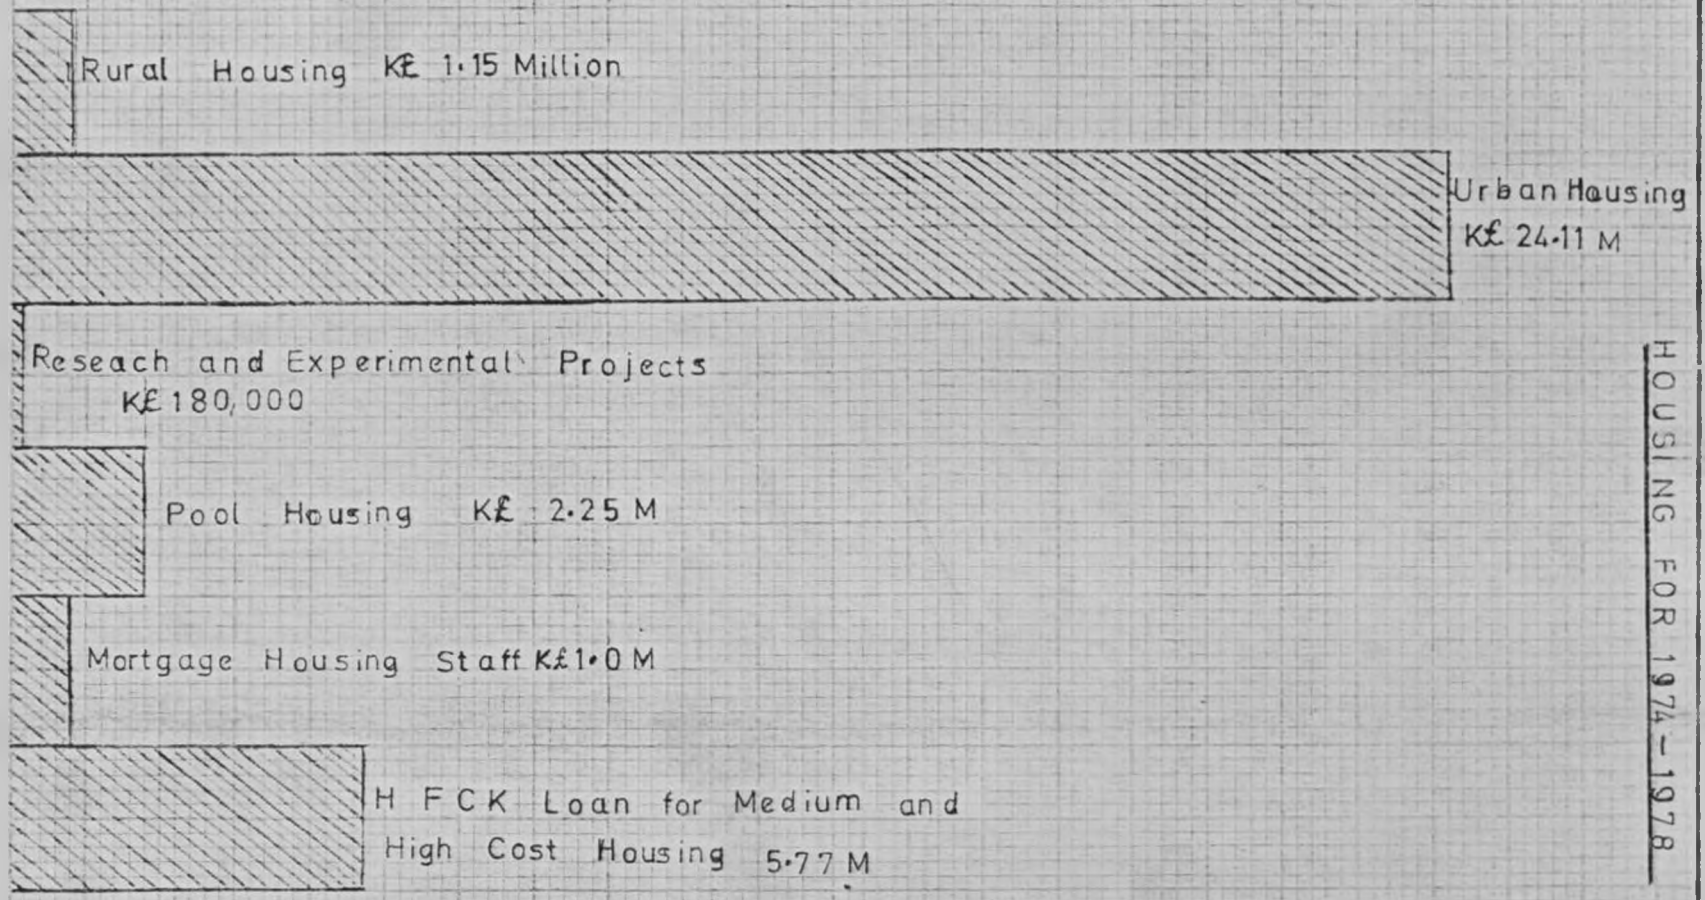 Rural Housing K£ 1.15 Million
Urban Housing
K£ 24.11 M
Reseach and Experimental Projects
K£ 180,000
Pool Housing K£ 2.25 M
Mortgage Housing Staff K£1.0 M
H F C K Loan for Medium and
High Cost Housing 5.77 M
HOUSING FOR 1974-1978